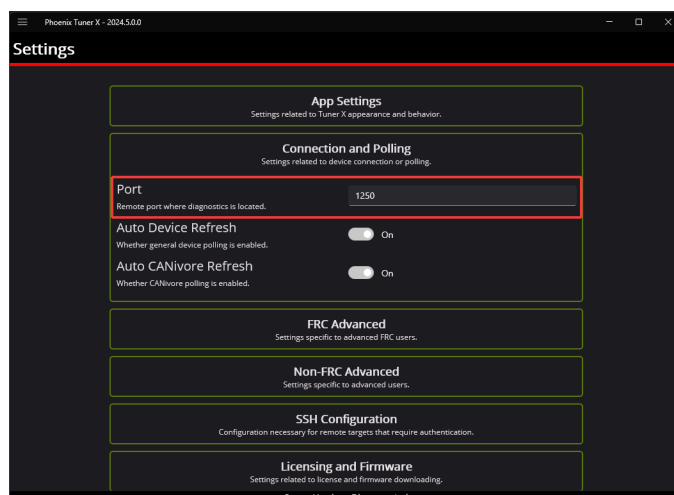 Phoenix Tuner X - 2024.5.0.0
Settings
App Settings
Settings related to Tuner X appearance and behavior.
Connection and Polling
Settings related to device connection or polling.
Port
1250
Remote port where diagnostics is located.
Auto Device Refresh
On
Whether general device polling is enabled.
Auto CANivore Refresh
On
Whether CANivore polling is enabled.
FRC Advanced
Settings specific to advanced FRC users.
Non-FRC Advanced
Settings specific to advanced users.
SSH Configuration
Configuration necessary for remote targets that require authentication.
Licensing and Firmware
Settings related to license and firmware downloading.